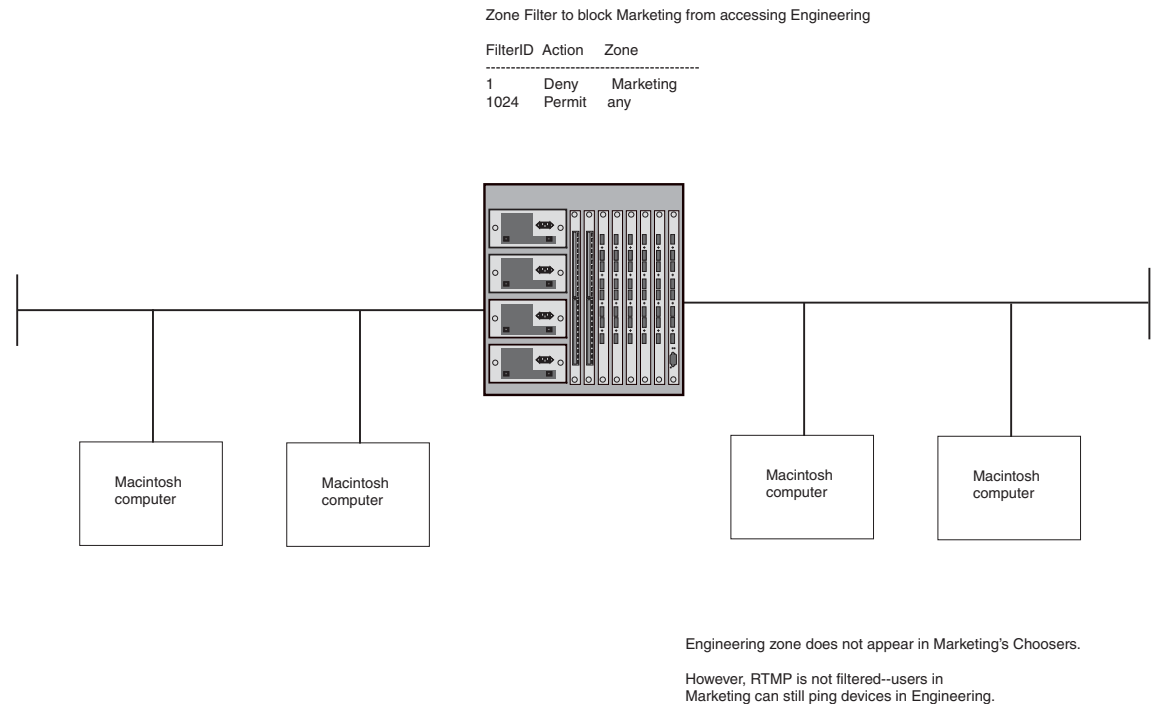 Zone Filter to block Marketing from accessing Engineering
FilterID Action Zone
-------------------------------------------
1 Deny Marketing
1024 Permit any
Macintosh
computer
Macintosh
computer
Macintosh
computer
Macintosh
computer
Engineering zone does not appear in Marketing's Choosers.
However, RTMP is not filtered--users in
Marketing can still ping devices in Engineering.